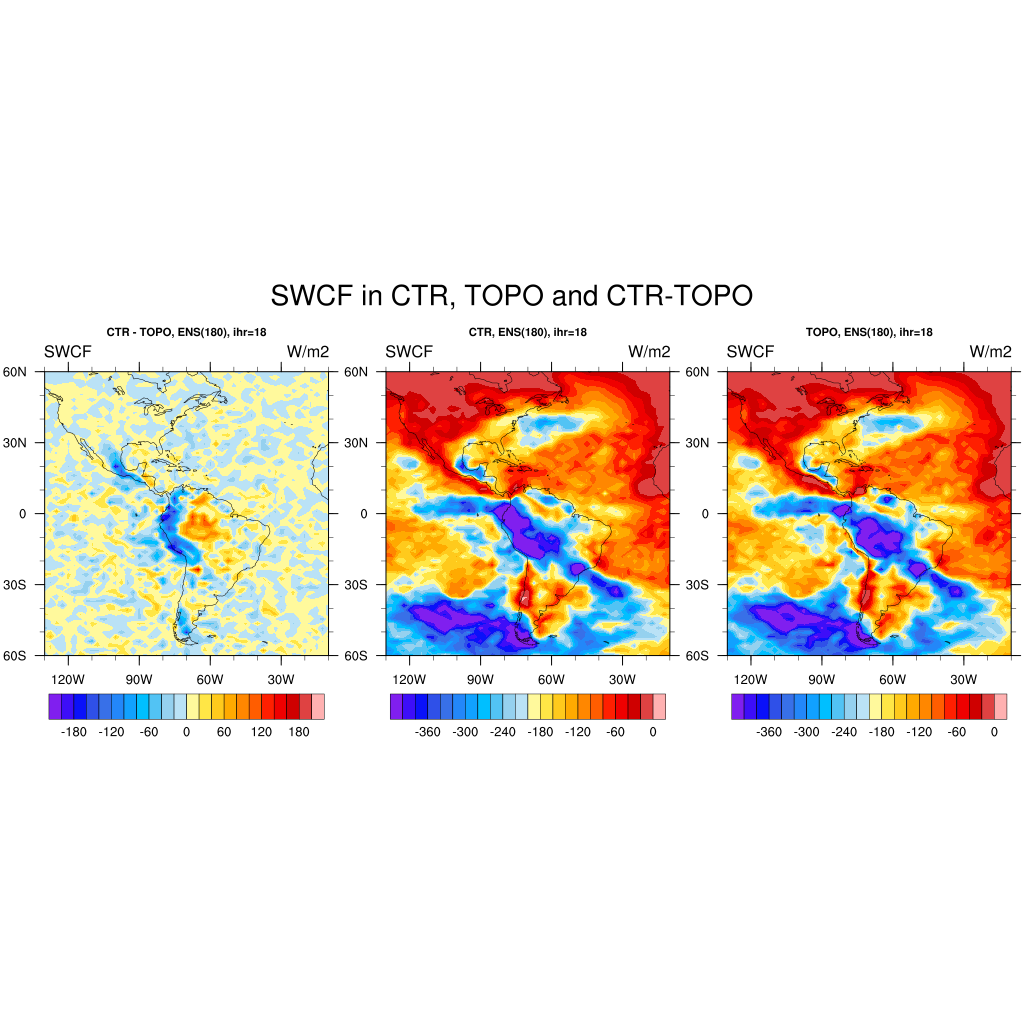 SWCF in CTR, TOPO and CTR-TOPO
CTR - TOPO, ENS(180), ihr=18
SWCF W/m2
60N
30N
0
30S
60S
120W 90W 60W 30W
-180 -120 -60 0 60 120 180
CTR, ENS(180), ihr=18
SWCF W/m2
60N
30N
0
30S
60S
120W 90W 60W 30W
-360 -300 -240 -180 -120 -60 0
TOPO, ENS(180), ihr=18
SWCF W/m2
60N
30N
0
30S
60S
120W 90W 60W 30W
-360 -300 -240 -180 -120 -60 0